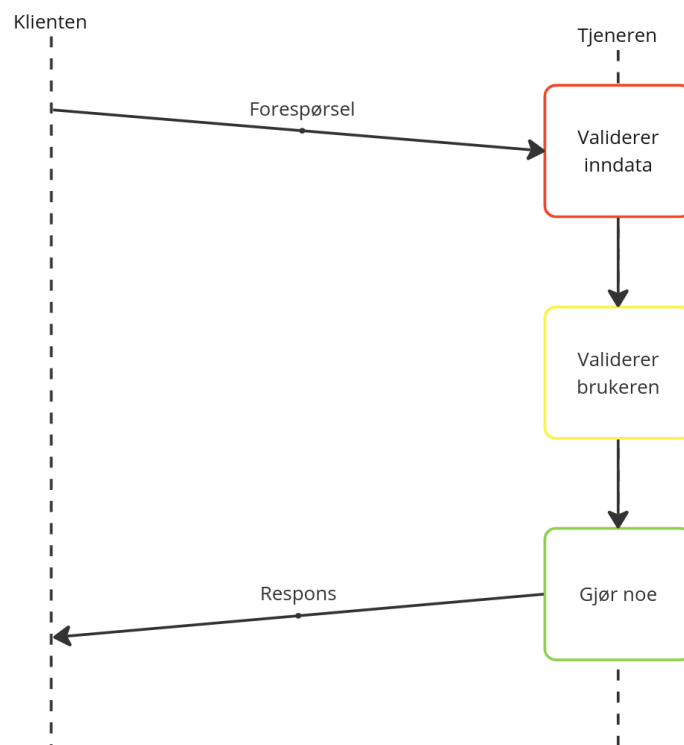 Klienten
Tjeneren
Forespørsel
Validerer
inndata
Validerer
brukeren
Respons
Gjør noe